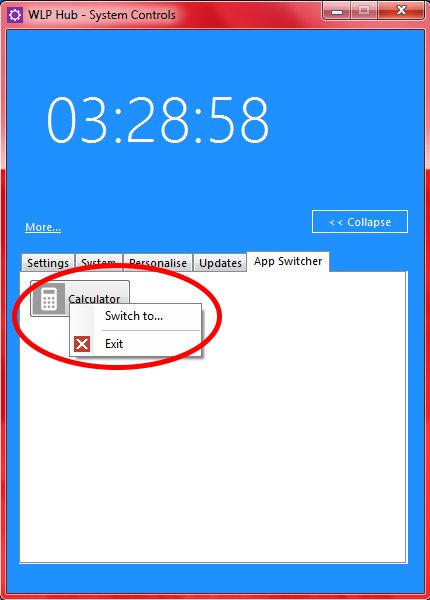 WLP Hub - System Controls
03:28:58
More...
<< Collapse
Settings System Personalise Updates App Switcher
Calculator
Switch to...
Exit